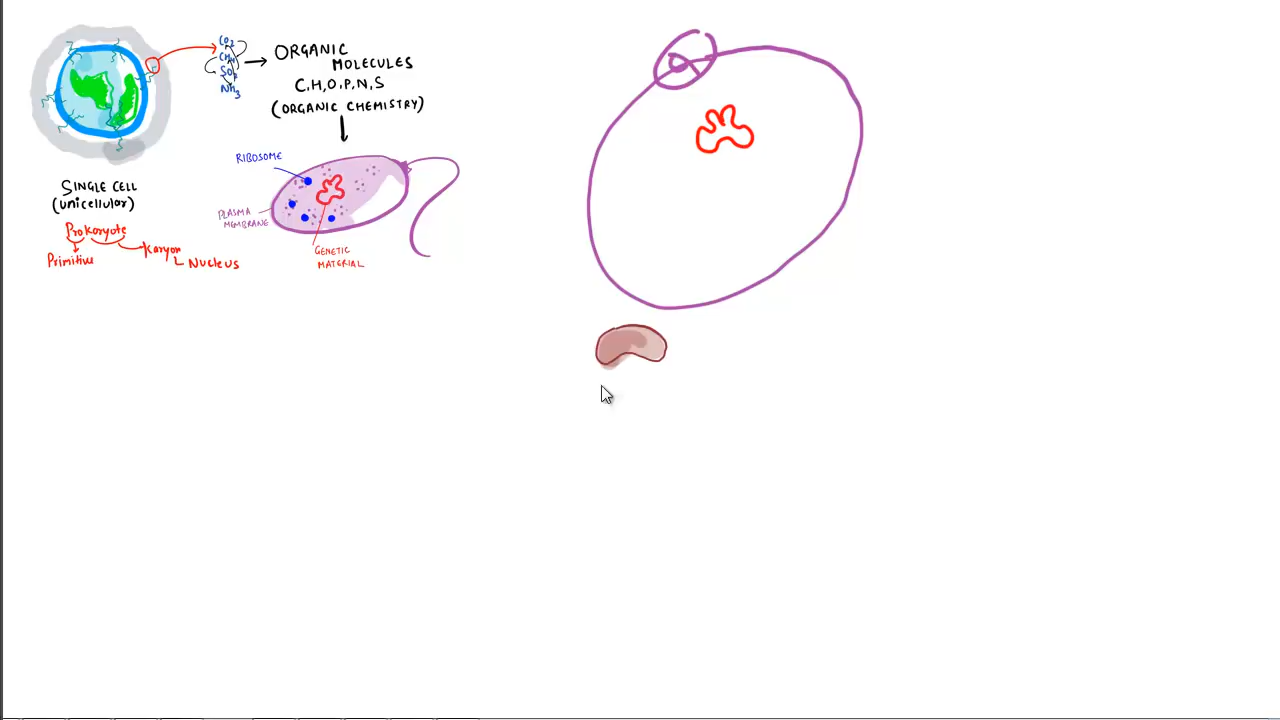 CO2
CH4
SO2
NH3
ORGANIC
MOLECULES
C,H,O,P,N,S
(ORGANIC CHEMISTRY)
RIBOSOME
PLASMA
MEMBRANE
GENETIC
MATERIAL
SINGLE CELL
(unicellular)
Prokaryote
Primitive
Karyon
Nucleus